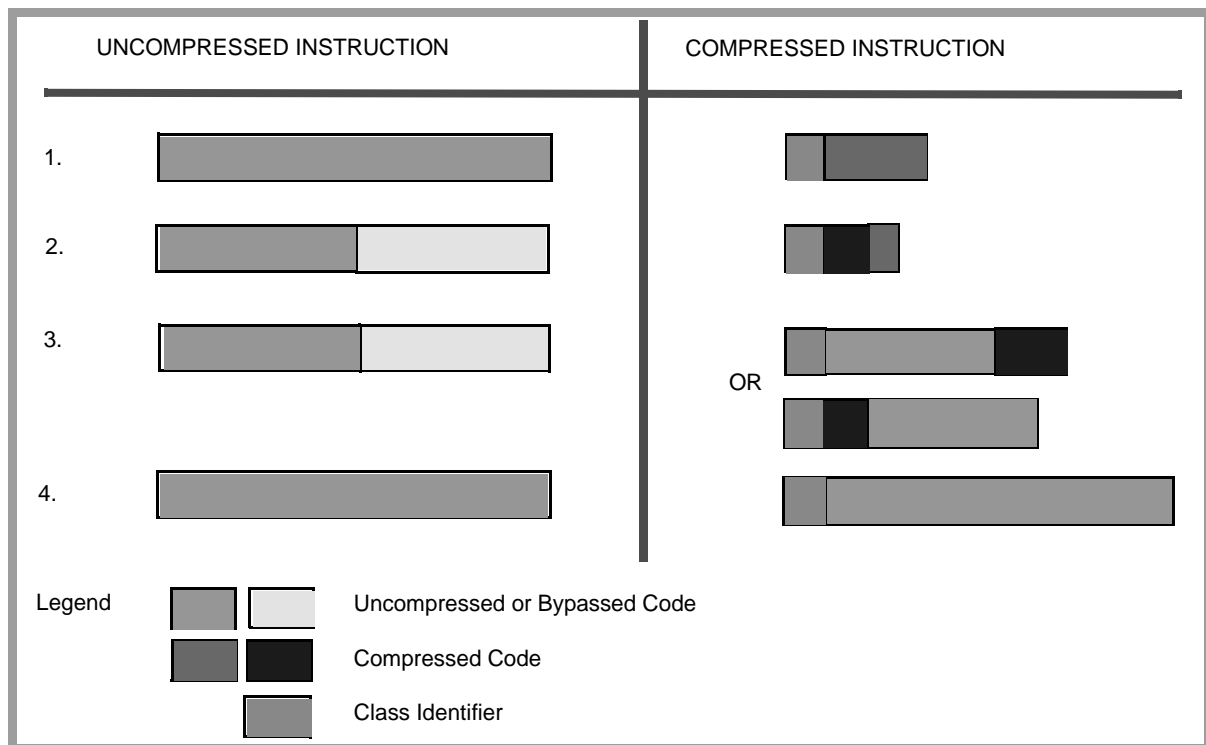 UNCOMPRESSED INSTRUCTION
COMPRESSED INSTRUCTION
1.
2.
3.
OR
4.
Legend
Uncompressed or Bypassed Code
Compressed Code
Class Identifier